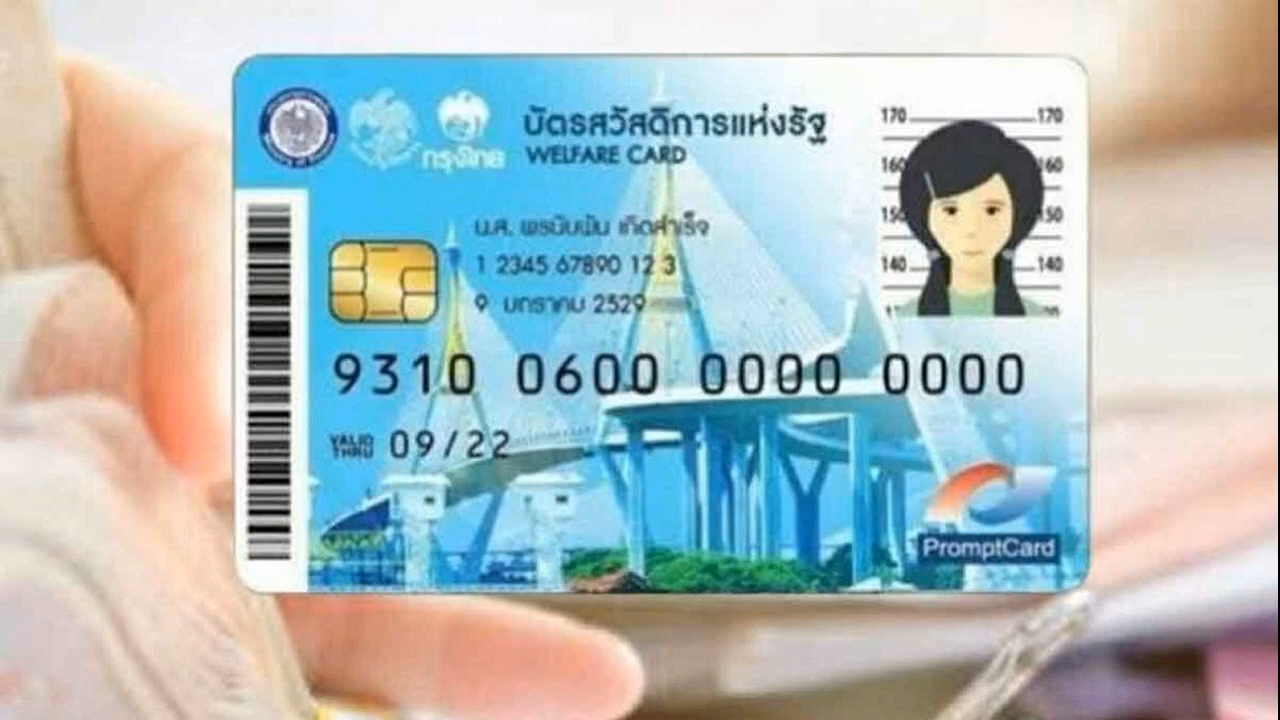 กรุงไทย
บัตรสวัสดิการแห่งรัฐ
WELFARE CARD
น.ส. พรนับพัน เกิดสำเร็จ
1 2345 67890 12 3
9 มกราคม 2529
170 170
160 160
150 150
140 140
9310 0600 0000 0000
VALID THRU 09/22
PromptCard